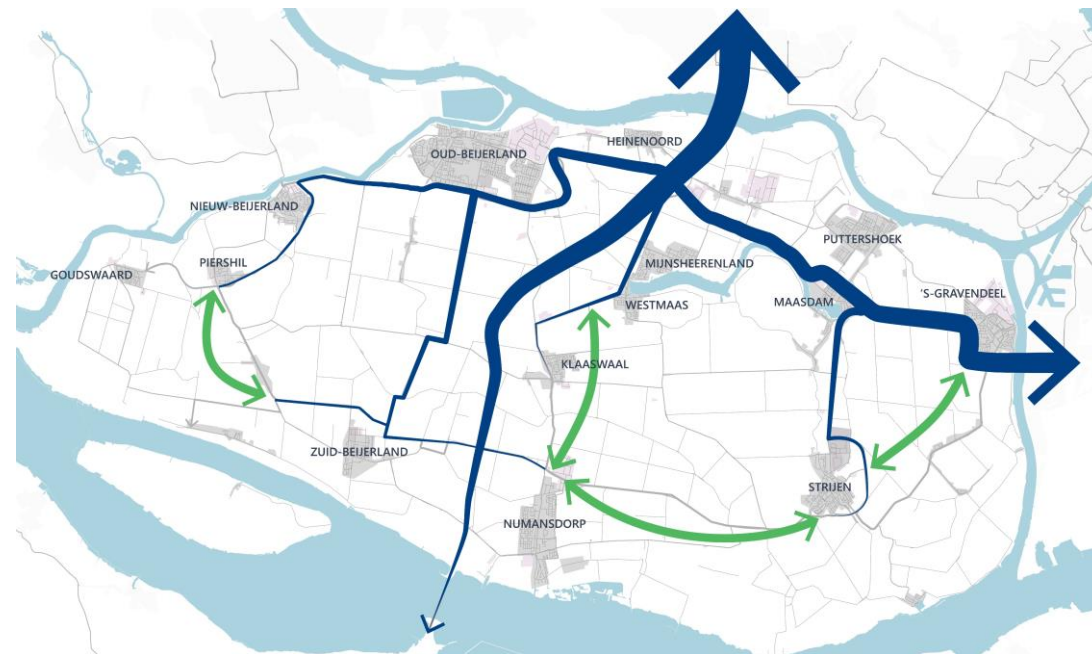 HEINENOORD
OUD-BEIJERLAND
NIEUW-BEIJERLAND
PUTTERSHOEK
PIERSHIL
MIJNSHEERENLAND
GOUDSWAARD
'S-GRAVENDEEL
WESTMAAS
MAASDAM
KLAASWAAL
ZUID-BEIJERLAND
STRIJEN
NUMANSDORP